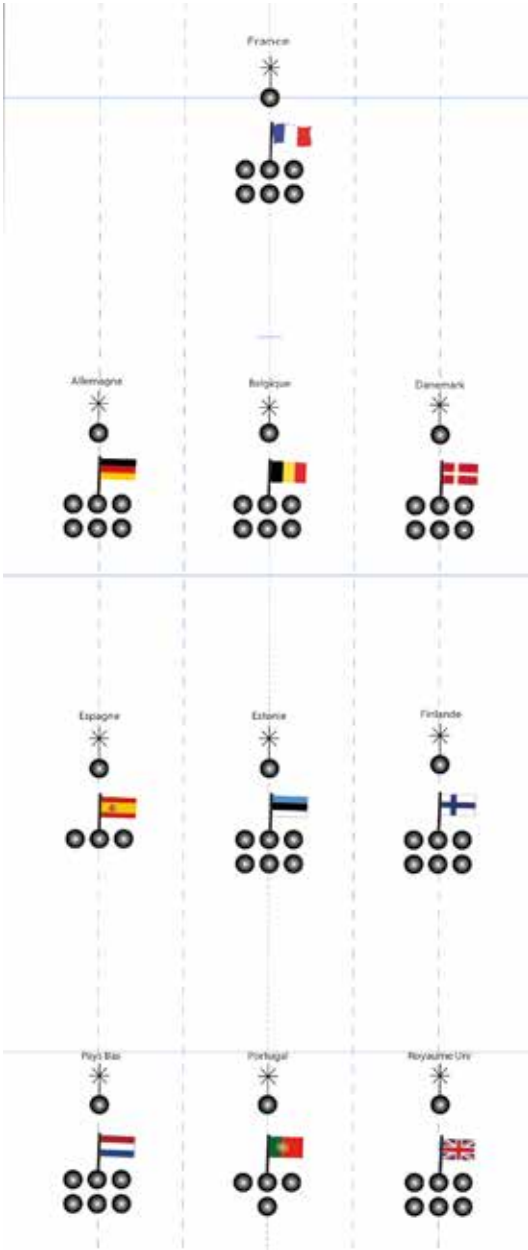 France
Allemagne
Belgique
Danemark
Espagne
Estonie
Finlande
Pays Bas
Portugal
Royaume Uni